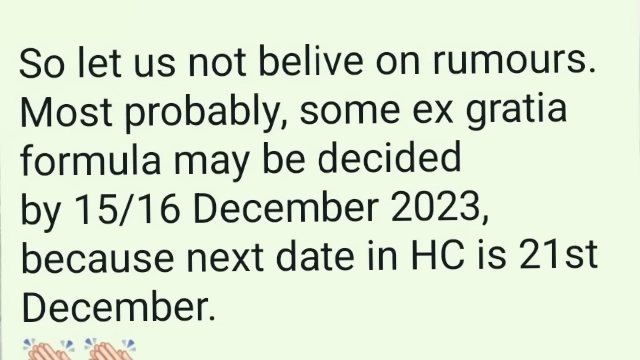 So let us not belive on rumours.
Most probably, some ex gratia
formula may be decided
by 15/16 December 2023,
because next date in HC is 21st
December.